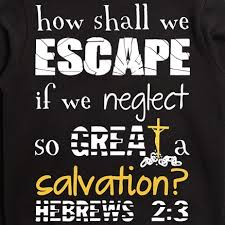 how shall we
ESCAPE
if we neglect
so GREAT a
salvation?
HEBREWS 2:3